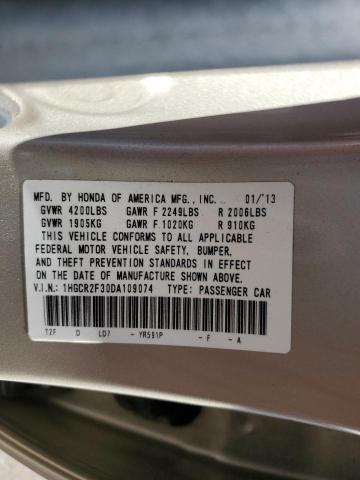 MFD. BY HONDA OF AMERICA MFG., INC. 01/'13
GVWR 4200LBS GAWR F 2249LBS R 2006LBS
GVWR 1905KG GAWR F 1020KG R 910KG
THIS VEHICLE CONFORMS TO ALL APPLICABLE
FEDERAL MOTOR VEHICLE SAFETY, BUMPER,
AND THEFT PREVENTION STANDARDS IN EFFECT
ON THE DATE OF MANUFACTURE SHOWN ABOVE.
V.I.N.: 1HGCR2F30DA109074 TYPE: PASSENGER CAR
T2F D LD7 - YR591P - F - A